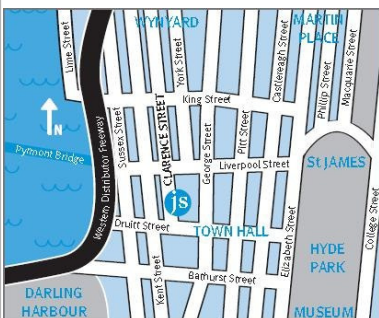 WYNYARD
MARTIN
PLACE
Lime Street
York Street
Castlereagh Street
Phillip Street
Macquarie Street
King Street
N
Sussex Street
CLARENCE STREET
George Street
Pitt Street
Pymont Bridge
Western Distributor Freeway
Liverpool Street
St JAMES
js
Druitt Street
TOWN HALL
Elizabeth Street
College Street
HYDE
PARK
Kent Street
Bathurst Street
DARLING
HARBOUR
MUSEUM